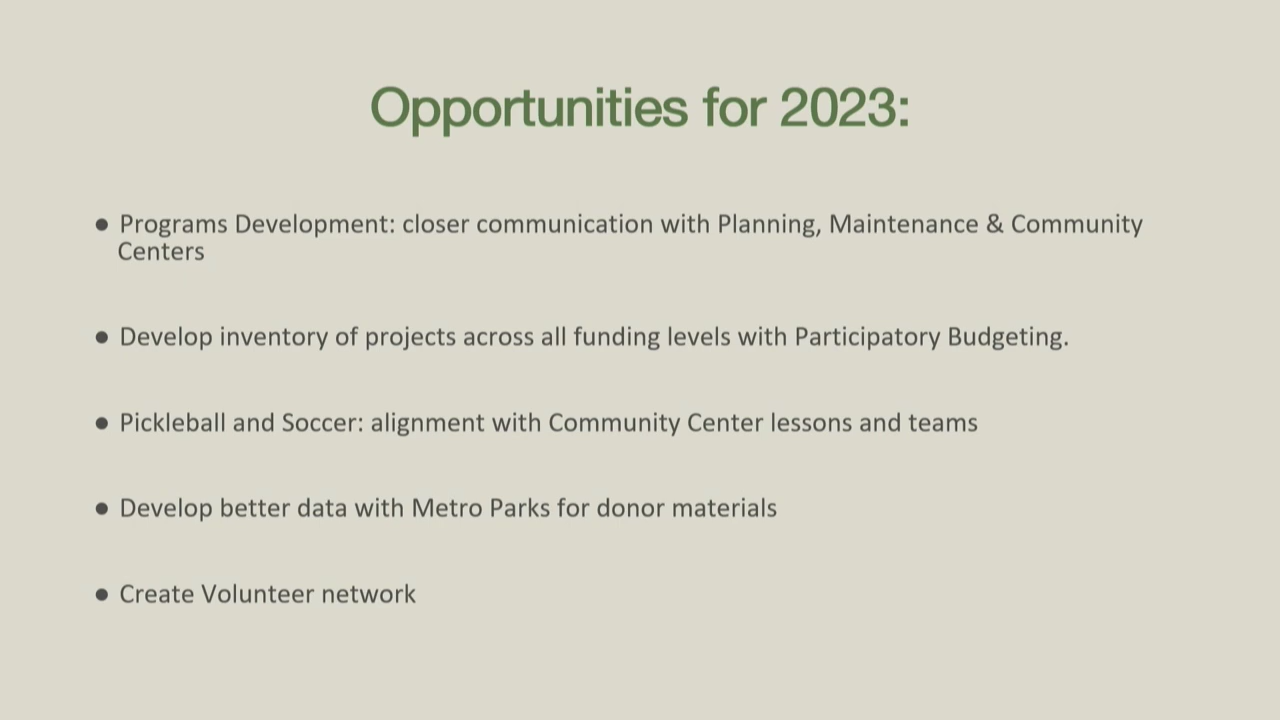 Opportunities for 2023:
● Programs Development: closer communication with Planning, Maintenance & Community
Centers
● Develop inventory of projects across all funding levels with Participatory Budgeting.
● Pickleball and Soccer: alignment with Community Center lessons and teams
● Develop better data with Metro Parks for donor materials
● Create Volunteer network